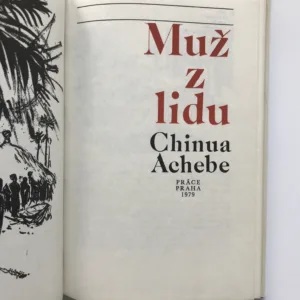 Muž
z
lidu
Chinua
Achebe
PRÁCE
PRAHA
1979